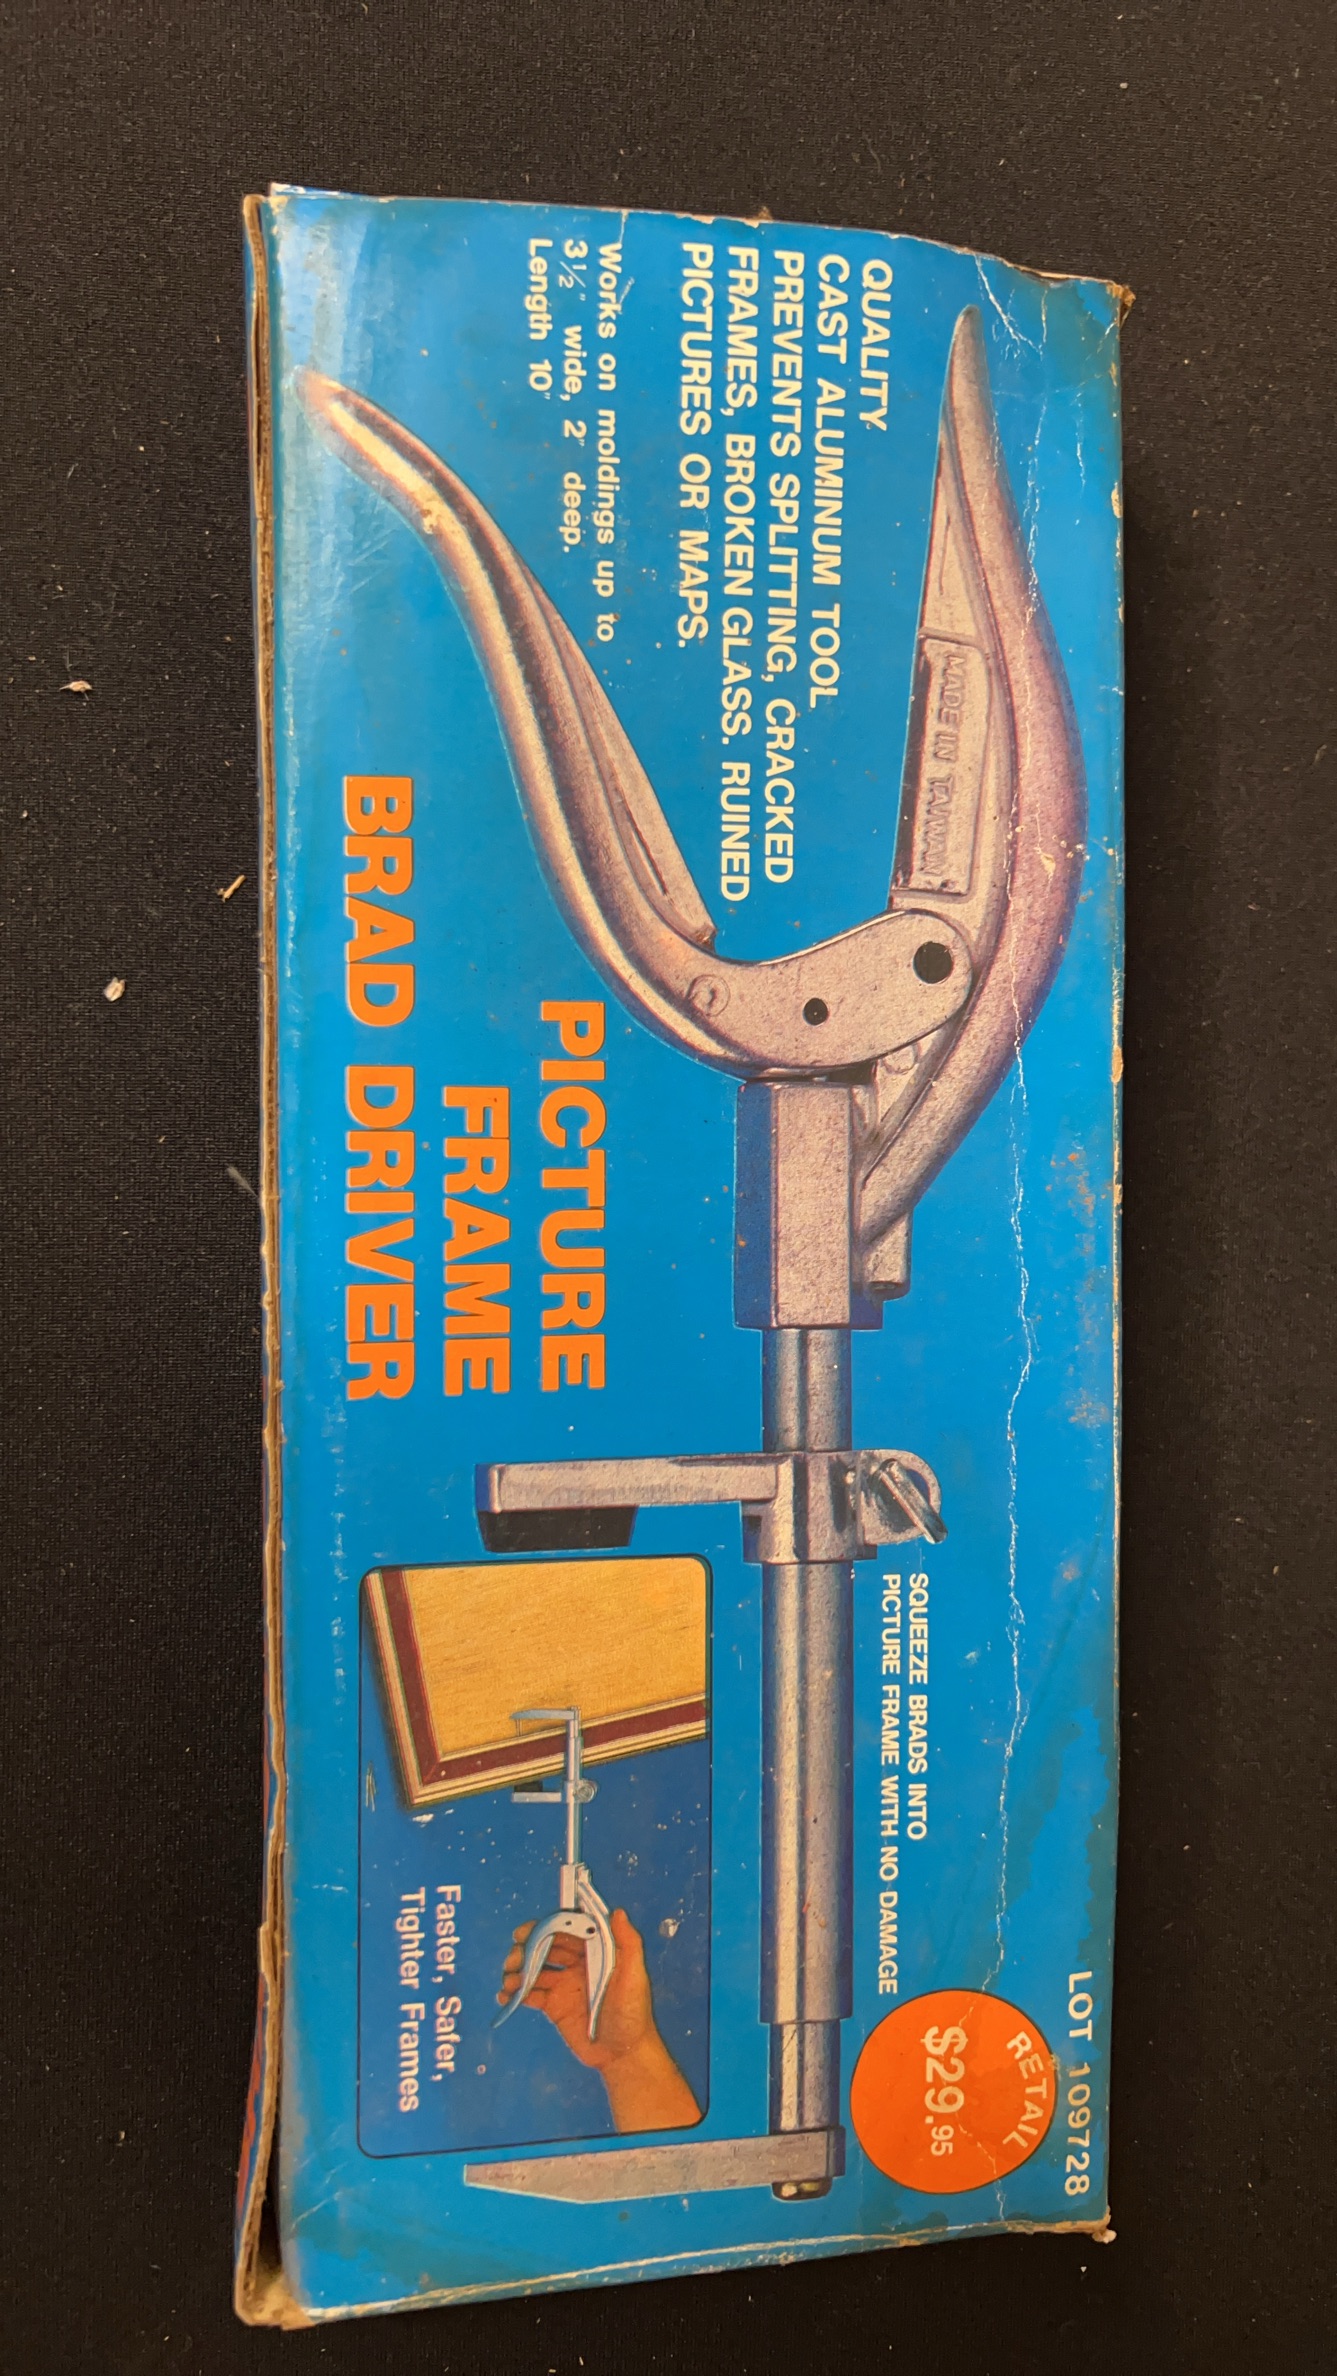 QUALITY
CAST ALUMINUM TOOL
PREVENTS SPLITTING, CRACKED
FRAMES, BROKEN GLASS. RUINED
PICTURES OR MAPS.
Works on moldings up to
3½" wide, 2" deep.
Length 10"
MADE IN TAIWAN
PICTURE
FRAME
BRAD DRIVER
LOT 109728
RETAIL
$29.95
SQUEEZE BRADS INTO
PICTURE FRAME WITH NO DAMAGE
Faster, Safer,
Tighter Frames